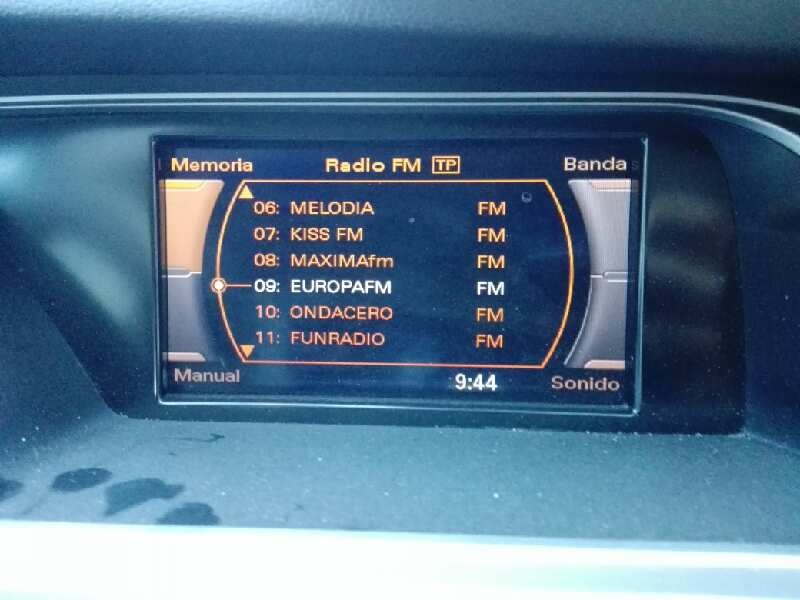 Memoria Radio FM TP Banda
06: MELODIA FM
07: KISS FM FM
08: MAXIMAfm FM
09: EUROPAFM FM
10: ONDACERO FM
11: FUNRADIO FM
Manual 9:44 Sonido